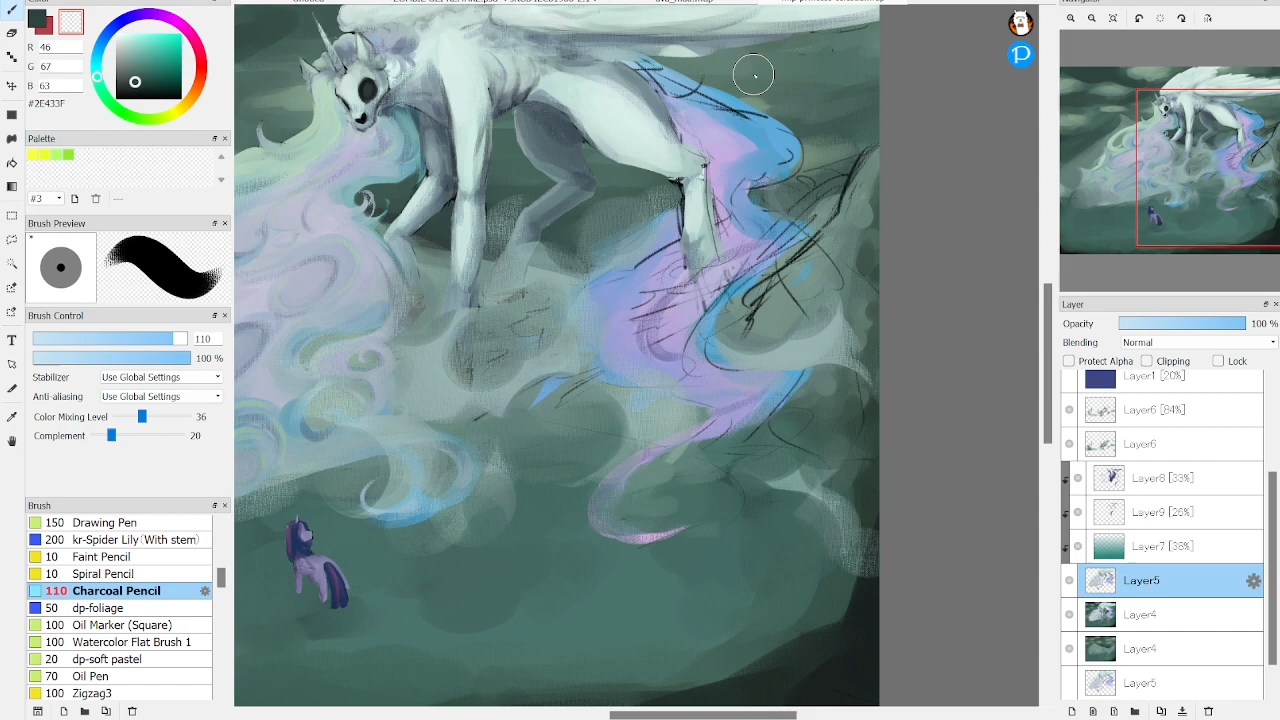 Color
Untitled
Navigator
R 46
G 67
B 63
#2E433F
Palette
#3
Brush Preview
Brush Control
110
100 %
Stabilizer Use Global Settings
Anti-aliasing Use Global Settings
Color Mixing Level 36
Complement 20
Brush
150 Drawing Pen
200 kr-Spider Lily(With stem)
10 Faint Pencil
10 Spiral Pencil
110 Charcoal Pencil
50 dp-foliage
100 Oil Marker (Square)
100 Watercolor Flat Brush 1
20 dp-soft pastel
20 Oil Pen
100 Zigzag3
P
Layer
Opacity 100 %
Blending Normal
Protect Alpha Clipping Lock
Layer1 [0%]
Layer6 [84%]
Layer6
Layer8 [33%]
Layer9 [26%]
Layer7 [38%]
Layer5
Layer4
Layer4
Layer5